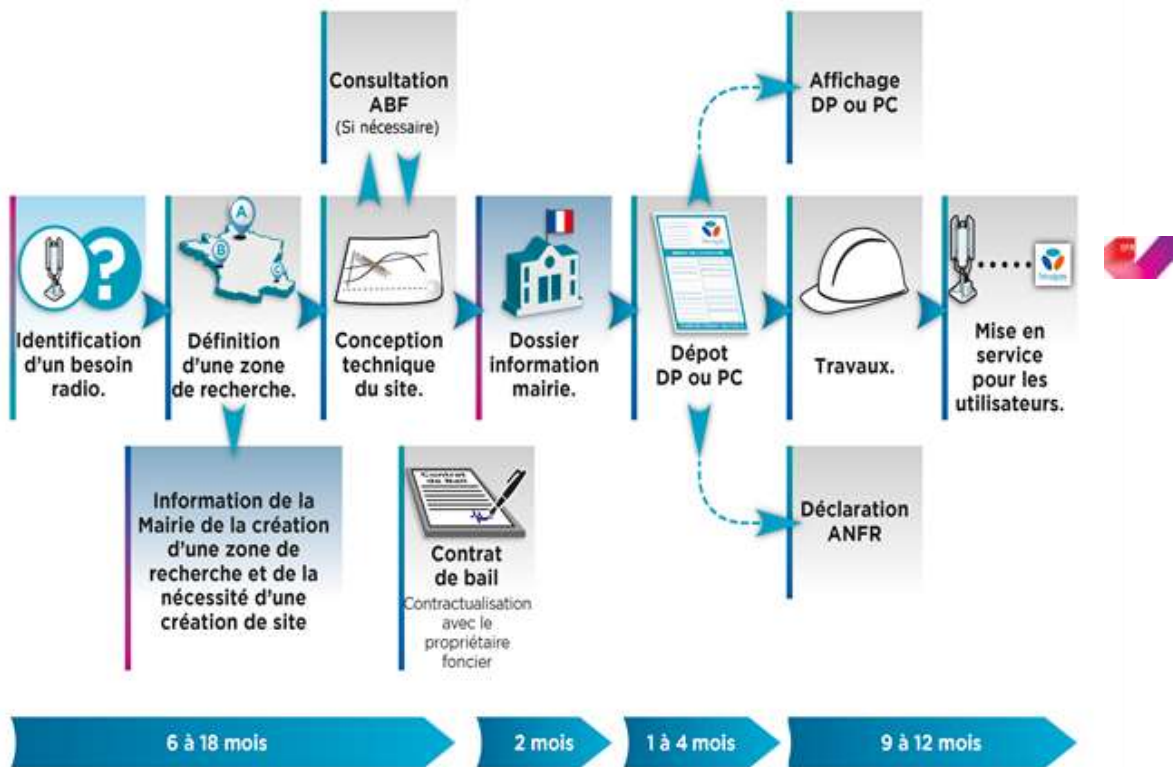 Consultation
ABF
(Si nécessaire)
Affichage
DP ou PC
A
B
C
?
Identification
d'un besoin
radio.
Définition
d'une zone
de recherche.
Conception
technique
du site.
Dossier
information
mairie.
Dépot
DP ou PC
Travaux.
Mise en
service
pour les
utilisateurs.
Information de la
Mairie de la création
d'une zone de
recherche et de la
nécessité d'une
création de site
Contrat
de Bail
Contrat
de bail
Contractualisation
avec le
propriétaire
foncier
Déclaration
ANFR
6 à 18 mois
2 mois
1 à 4 mois
9 à 12 mois